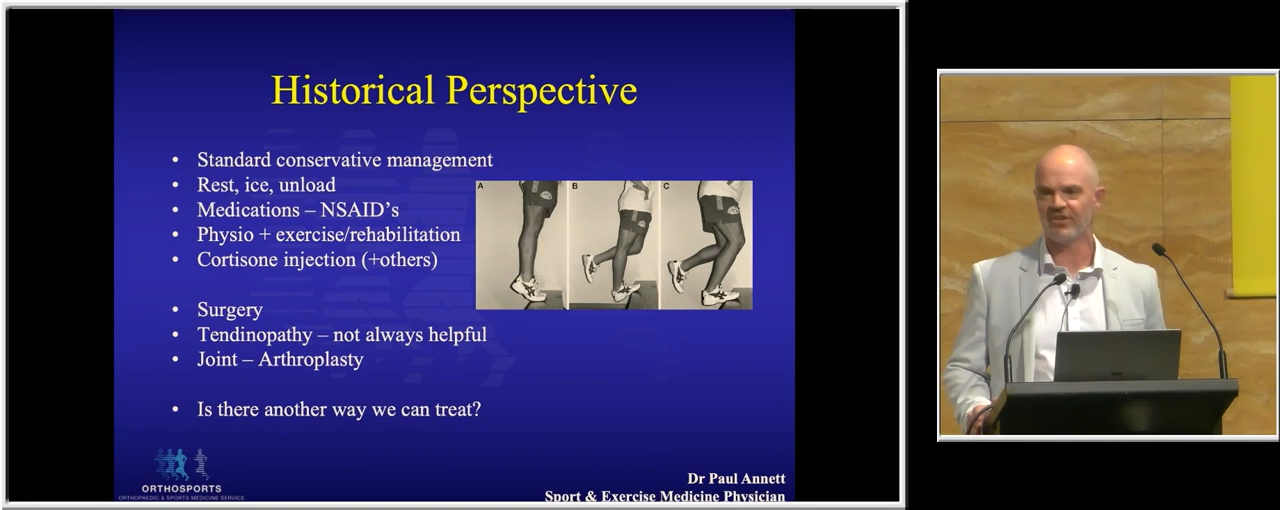 Historical Perspective
• Standard conservative management
• Rest, ice, unload
• Medications – NSAID’s
• Physio + exercise/rehabilitation
• Cortisone injection (+others)
A
B
C
• Surgery
• Tendinopathy – not always helpful
• Joint – Arthroplasty
• Is there another way we can treat?
ORTHOSPORTS
ORTHOPAEDIC & SPORTS MEDICINE SERVICE
Dr Paul Annett
Sport & Exercise Medicine Physician